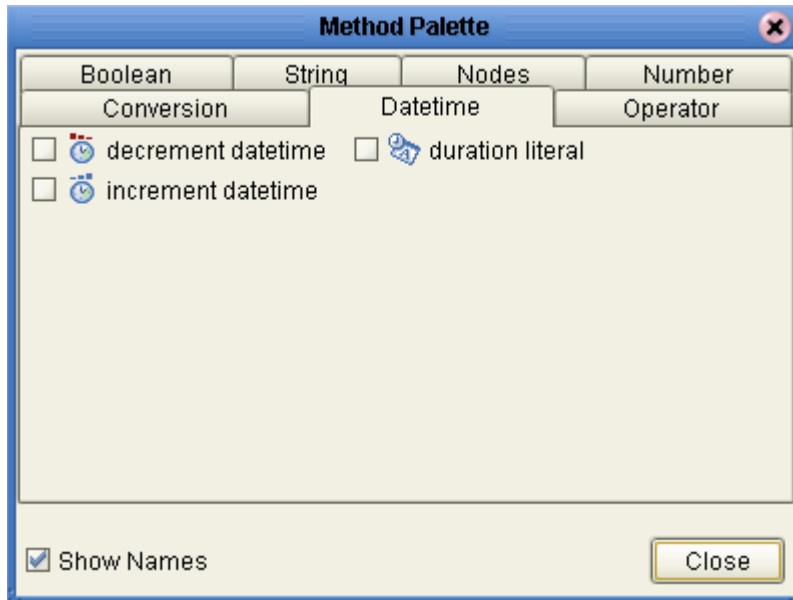 Method Palette
Boolean String Nodes Number
Conversion Datetime Operator
decrement datetime duration literal
increment datetime
Show Names Close